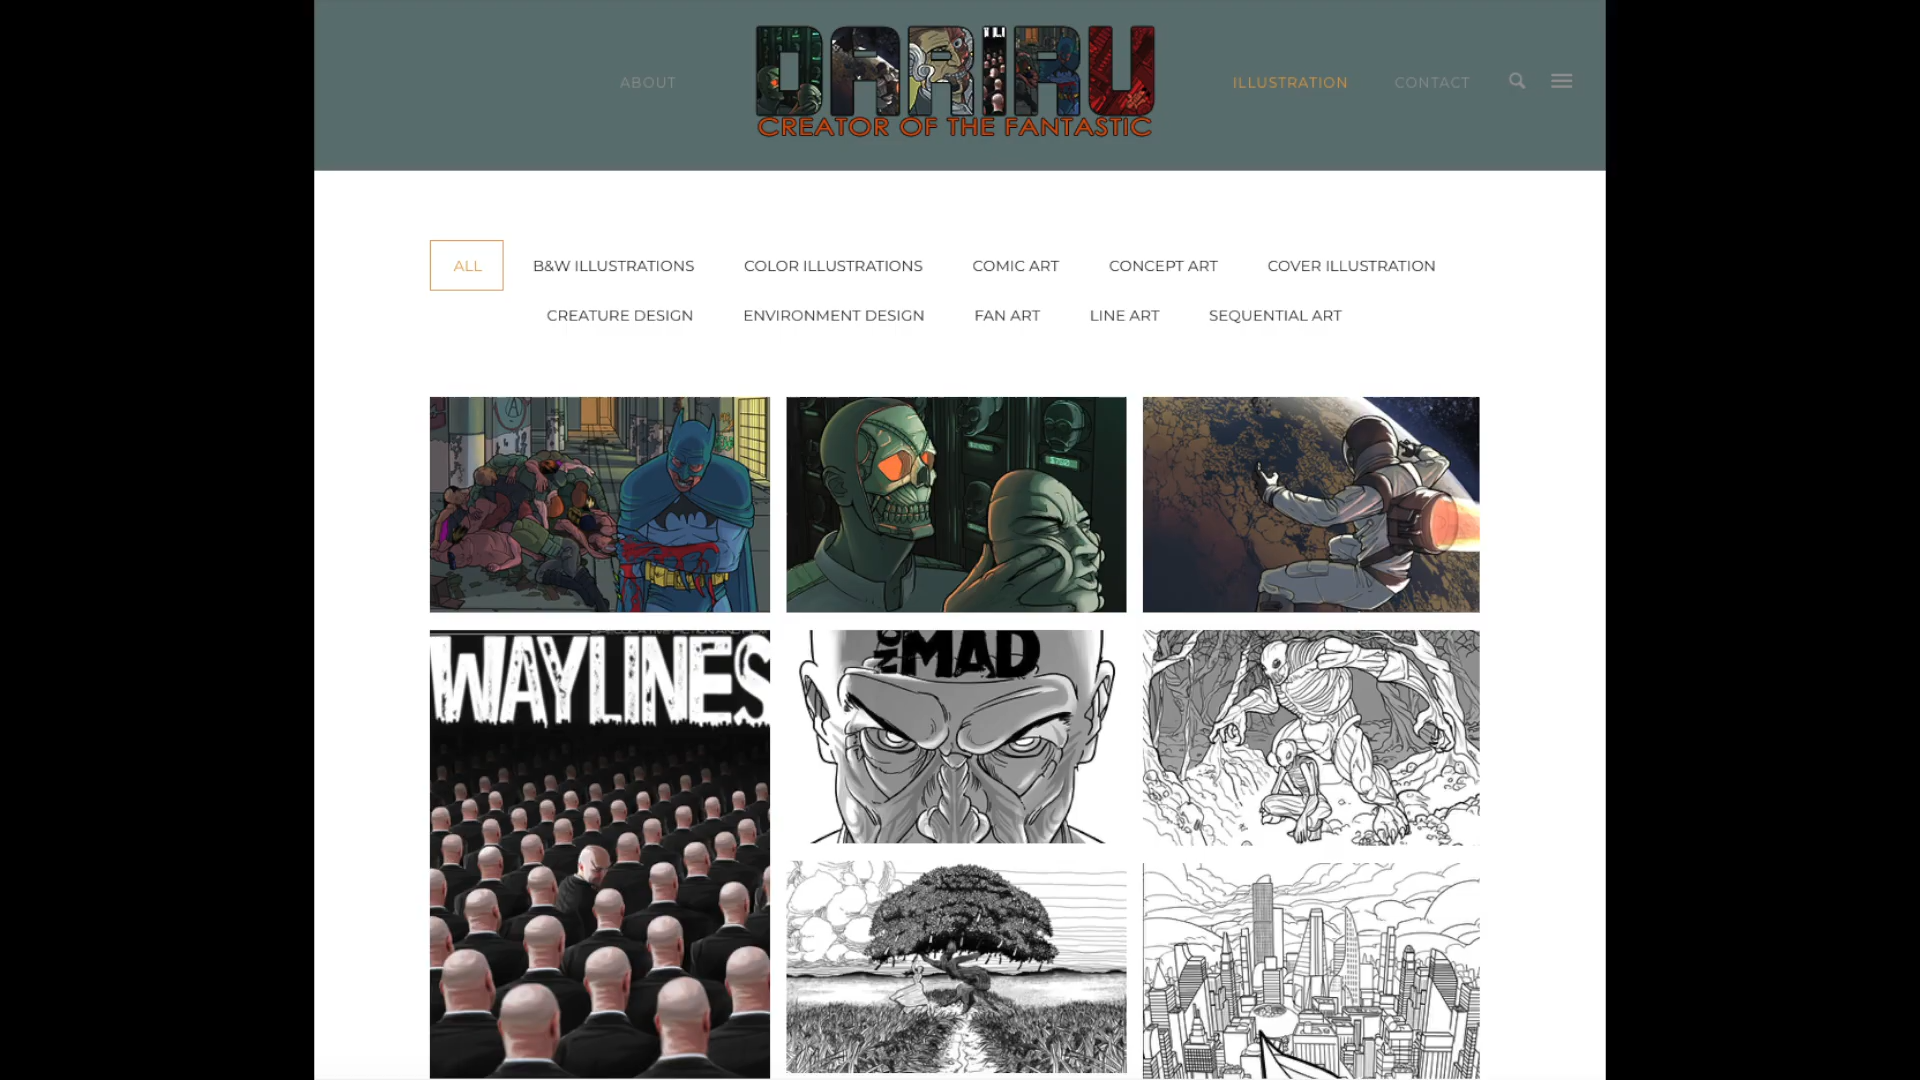 DARIRU
CREATOR OF THE FANTASTIC
ABOUT
ILLUSTRATION
CONTACT
ALL
B&W ILLUSTRATIONS
COLOR ILLUSTRATIONS
COMIC ART
CONCEPT ART
COVER ILLUSTRATION
CREATURE DESIGN
ENVIRONMENT DESIGN
FAN ART
LINE ART
SEQUENTIAL ART
WAYLINES
MAD